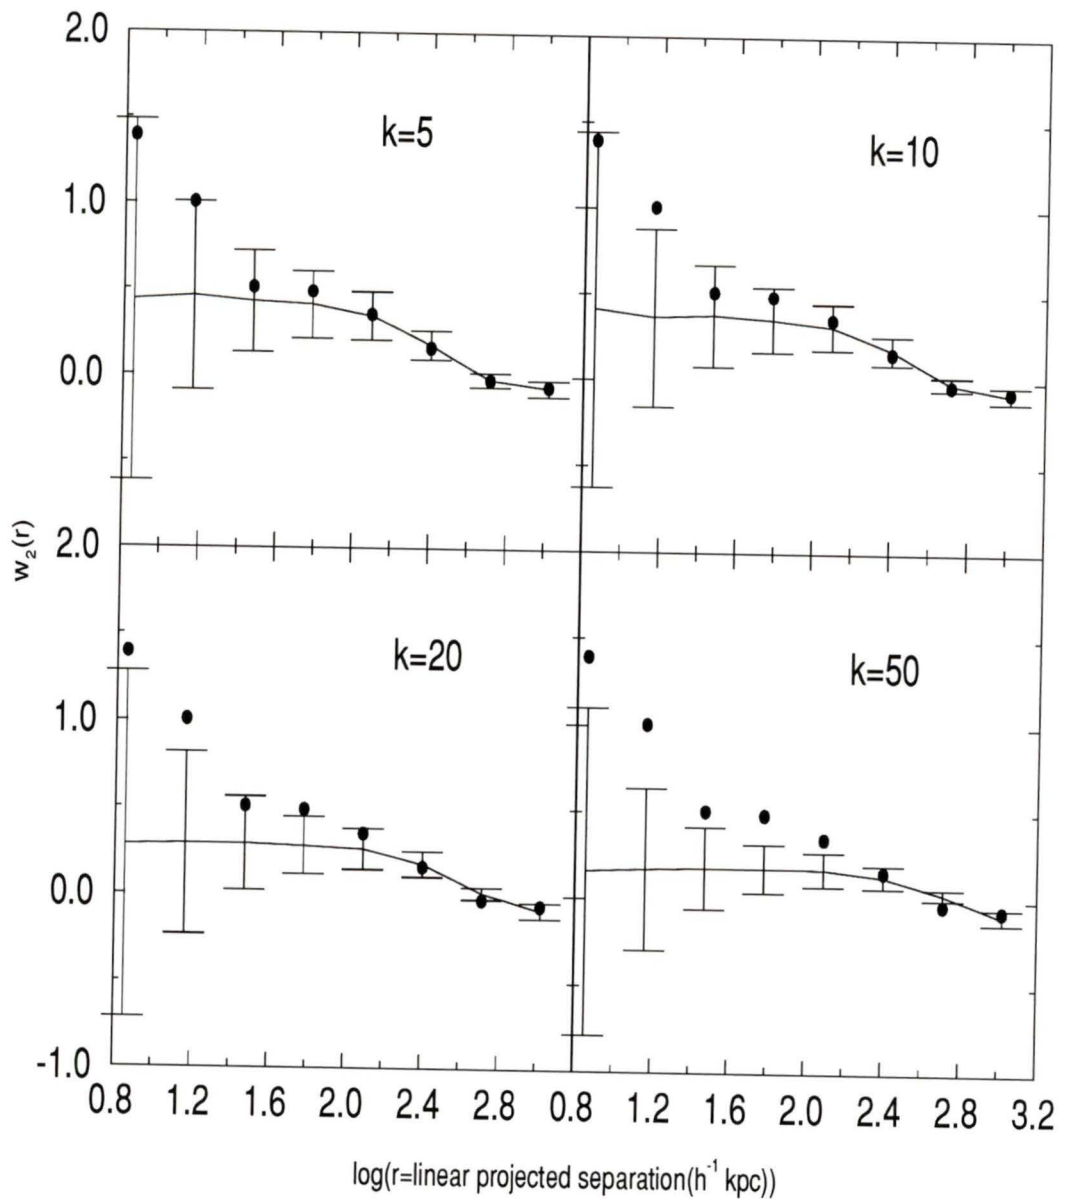 2.0
k=5
k=10
1.0
0.0
w₂(r)
2.0
k=20
k=50
1.0
0.0
-1.0
0.8 1.2 1.6 2.0 2.4 2.8 0.8 1.2 1.6 2.0 2.4 2.8 3.2
log(r=linear projected separation(h⁻¹ kpc))